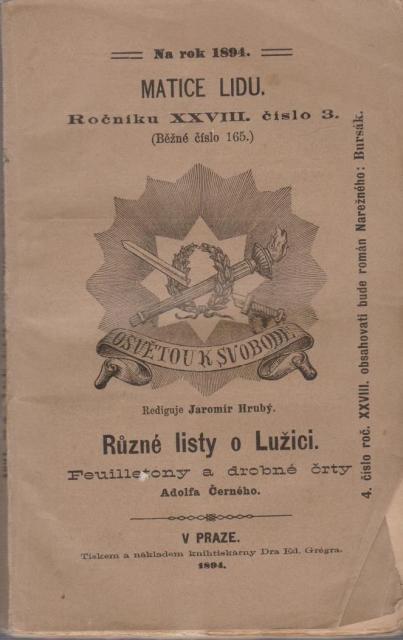 Na rok 1894.
MATICE LIDU.
Ročníku XXVIII. číslo 3.
(Běžné číslo 165.)
OSVĚTOU K SVOBODĚ.
Rediguje Jaromír Hrubý.
Různé listy o Lužici.
Feuilletony a drobné črty
Adolfa Černého.
V PRAZE.
Tiskem a nákladem knihtiskárny Dra Ed. Grégra.
1894.
4. číslo roč. XXVIII. obsahovati bude román Narežného: Bursák.